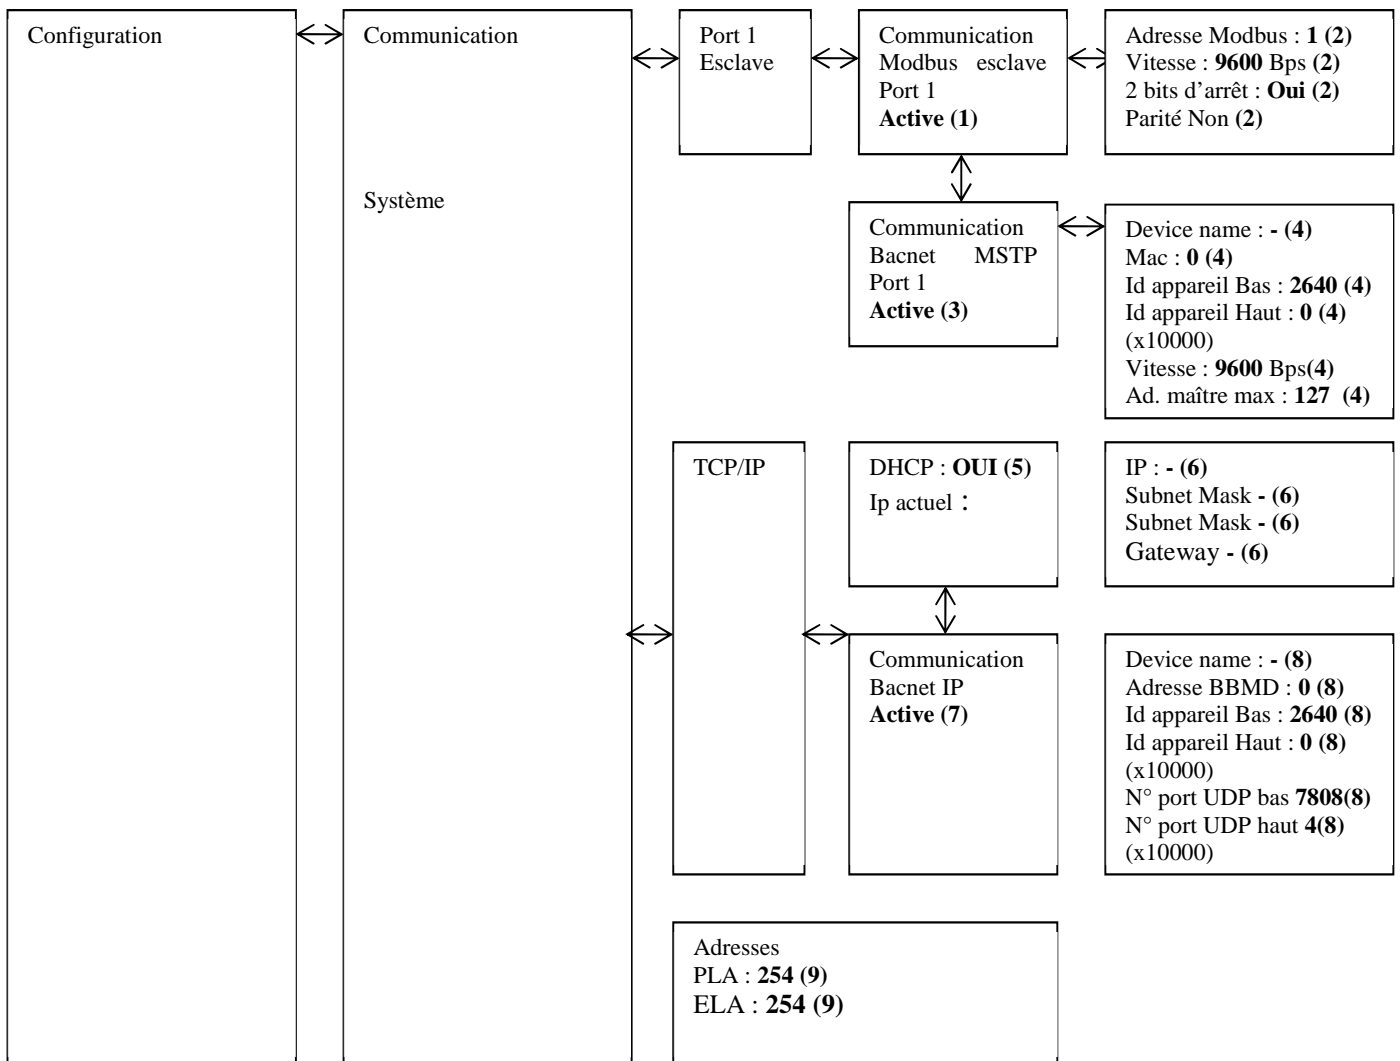 Configuration
Communication
Système
Port 1
Esclave
Communication
Modbus esclave
Port 1
Active (1)
Adresse Modbus : 1 (2)
Vitesse : 9600 Bps (2)
2 bits d'arrêt : Oui (2)
Parité Non (2)
Communication
Bacnet MSTP
Port 1
Active (3)
Device name : - (4)
Mac : 0 (4)
Id appareil Bas : 2640 (4)
Id appareil Haut : 0 (4)
(x10000)
Vitesse : 9600 Bps(4)
Ad. maître max : 127 (4)
TCP/IP
DHCP : OUI (5)
Ip actuel :
IP : - (6)
Subnet Mask - (6)
Subnet Mask - (6)
Gateway - (6)
Communication
Bacnet IP
Active (7)
Device name : - (8)
Adresse BBMD : 0 (8)
Id appareil Bas : 2640 (8)
Id appareil Haut : 0 (8)
(x10000)
N° port UDP bas 7808(8)
N° port UDP haut 4(8)
(x10000)
Adresses
PLA : 254 (9)
ELA : 254 (9)